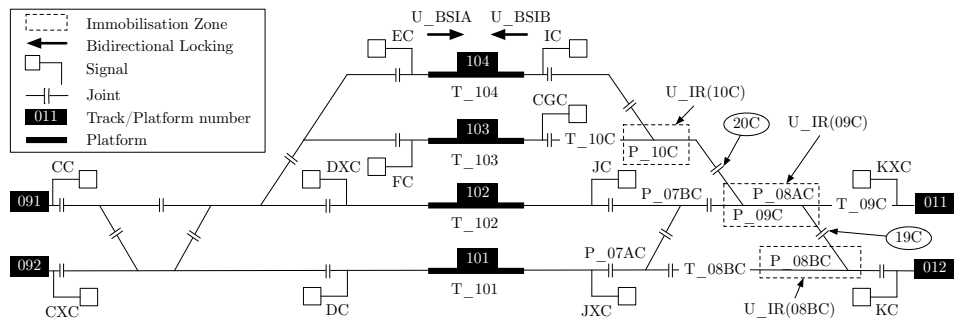 Immobilisation Zone
Bidirectional Locking
Signal
Joint
011 Track/Platform number
Platform
U_BSIA U_BSIB
EC IC
104
T_104
CGC
U_IR(10C)
103
T_10C
20C
U_IR(09C)
T_103
P_10C
CC
DXC
FC
JC
KXC
091
102
P_07BC
P_08AC
011
T_102
P_09C
T_09C
19C
092
101
P_07AC
T_08BC
P_08BC
012
CXC
DC
T_101
JXC
U_IR(08BC)
KC